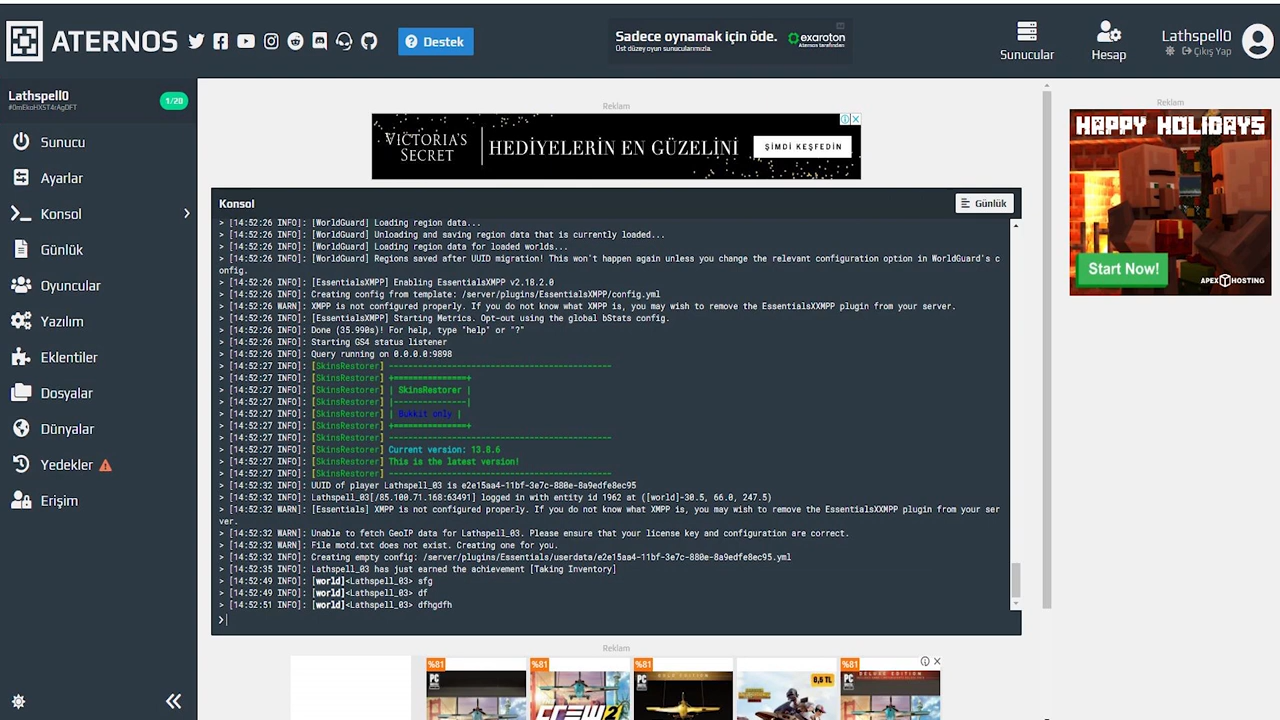 ATERNOS
Destek
Sadece oynamak için öde.
Üst düzey oyun sunucularımızla.
exaroton
Aternos tarafından
Sunucular
Hesap
Lathspell0
Çıkış Yap
Lathspell0
1/20
Sunucu
Ayarlar
Konsol
Günlük
Oyuncular
Yazılım
Eklentiler
Dosyalar
Dünyalar
Yedekler
Erişim
Reklam
VICTORIA'S
SECRET
HEDİYELERİN EN GÜZELİNİ
ŞİMDİ KEŞFEDİN
Reklam
HAPPY HOLIDAYS
Start Now!
APEX HOSTING
Konsol
Günlük
> [14:52:26 INFO]: [WorldGuard] Loading region data...
> [14:52:26 INFO]: [WorldGuard] Unloading and saving region data that is currently loaded...
> [14:52:26 INFO]: [WorldGuard] Loading region data for loaded worlds...
> [14:52:26 INFO]: [WorldGuard] Regions saved after UUID migration! This won't happen again unless you change the relevant configuration option in WorldGuard's c
onfig.
> [14:52:26 INFO]: [EssentialsXMPP] Enabling EssentialsXMPP v2.18.2.0
> [14:52:26 INFO]: Creating config from template: /server/plugins/EssentialsXMPP/config.yml
> [14:52:26 WARN]: XMPP is not configured properly. If you do not know what XMPP is, you may wish to remove the EssentialsXXMPP plugin from your server.
> [14:52:26 INFO]: [EssentialsXMPP] Starting Metrics. Opt-out using the global bStats config.
> [14:52:26 INFO]: Done (35.990s)! For help, type "help" or "?"
> [14:52:26 INFO]: Starting GS4 status listener
> [14:52:26 INFO]: Query running on 0.0.0.0:9898
> [14:52:27 INFO]: [SkinsRestorer] ----------------------------------------------
> [14:52:27 INFO]: [SkinsRestorer] +===============+
> [14:52:27 INFO]: [SkinsRestorer] | SkinsRestorer |
> [14:52:27 INFO]: [SkinsRestorer] |---------------|
> [14:52:27 INFO]: [SkinsRestorer] | Bukkit only |
> [14:52:27 INFO]: [SkinsRestorer] +===============+
> [14:52:27 INFO]: [SkinsRestorer] ----------------------------------------------
> [14:52:27 INFO]: [SkinsRestorer] Current version: 13.8.6
> [14:52:27 INFO]: [SkinsRestorer] This is the latest version!
> [14:52:27 INFO]: [SkinsRestorer] ----------------------------------------------
> [14:52:32 INFO]: UUID of player Lathspell_03 is e2e15aa4-11bf-3e7c-880e-8a9edfe8ec95
> [14:52:32 INFO]: Lathspell_03[/85.100.71.168:63491] logged in with entity id 1962 at ([world]-30.5, 66.0, 247.5)
> [14:52:32 WARN]: [Essentials] XMPP is not configured properly. If you do not know what XMPP is, you may wish to remove the EssentialsXXMPP plugin from your ser
ver.
> [14:52:32 WARN]: Unable to fetch GeoIP data for Lathspell_03. Please ensure that your license key and configuration are correct.
> [14:52:32 WARN]: File motd.txt does not exist. Creating one for you.
> [14:52:32 INFO]: Creating empty config: /server/plugins/Essentials/userdata/e2e15aa4-11bf-3e7c-880e-8a9edfe8ec95.yml
> [14:52:35 INFO]: Lathspell_03 has just earned the achievement [Taking Inventory]
> [14:52:49 INFO]: [world]<Lathspell_03> sfg
> [14:52:49 INFO]: [world]<Lathspell_03> df
> [14:52:51 INFO]: [world]<Lathspell_03> dfhgdfh
>
Reklam
%81
PC
%81
THE
CREW 2
%81
PC
GOLD EDITION
8,5 TL
%81
PC
DELUXE EDITION